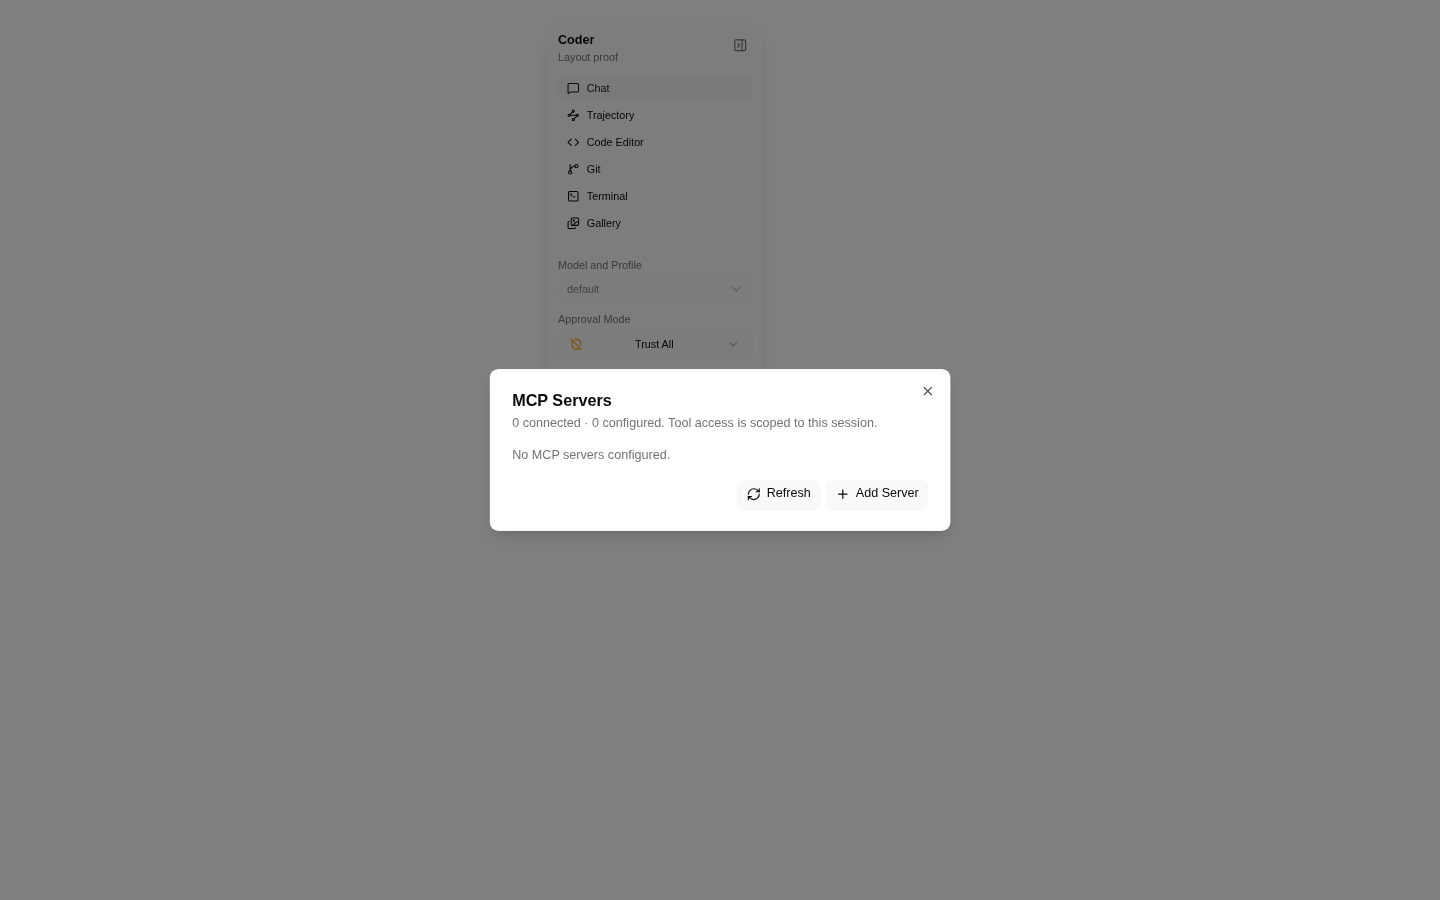 Coder
Layout proof
Chat
Trajectory
Code Editor
Git
Terminal
Gallery
Model and Profile
default
Approval Mode
Trust All
MCP Servers
0 connected · 0 configured. Tool access is scoped to this session.
No MCP servers configured.
Refresh
Add Server